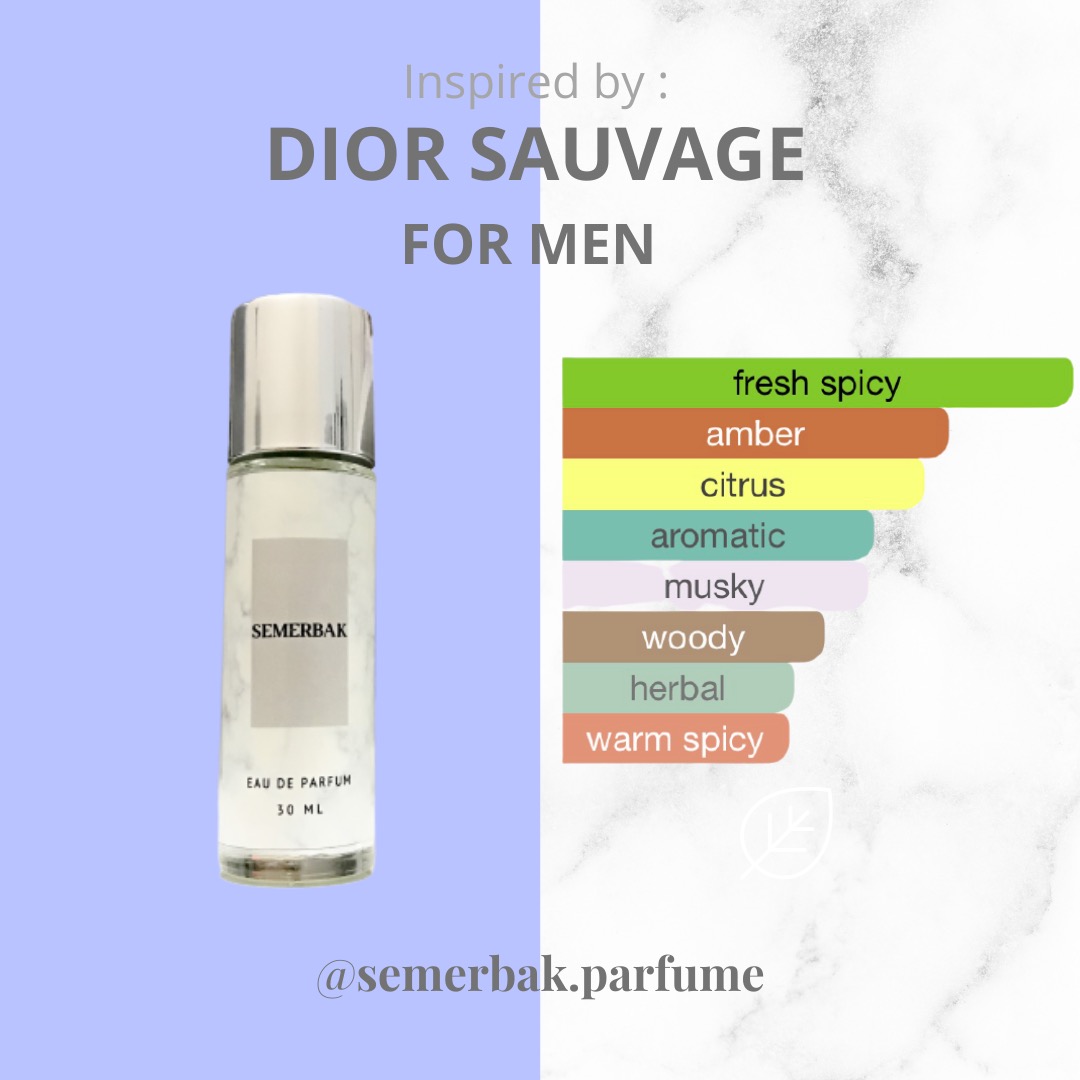 Inspired by :
DIOR SAUVAGE
FOR MEN
SEMERBAK
EAU DE PARFUM
30 ML
fresh spicy
amber
citrus
aromatic
musky
woody
herbal
warm spicy
@semerbak.parfume